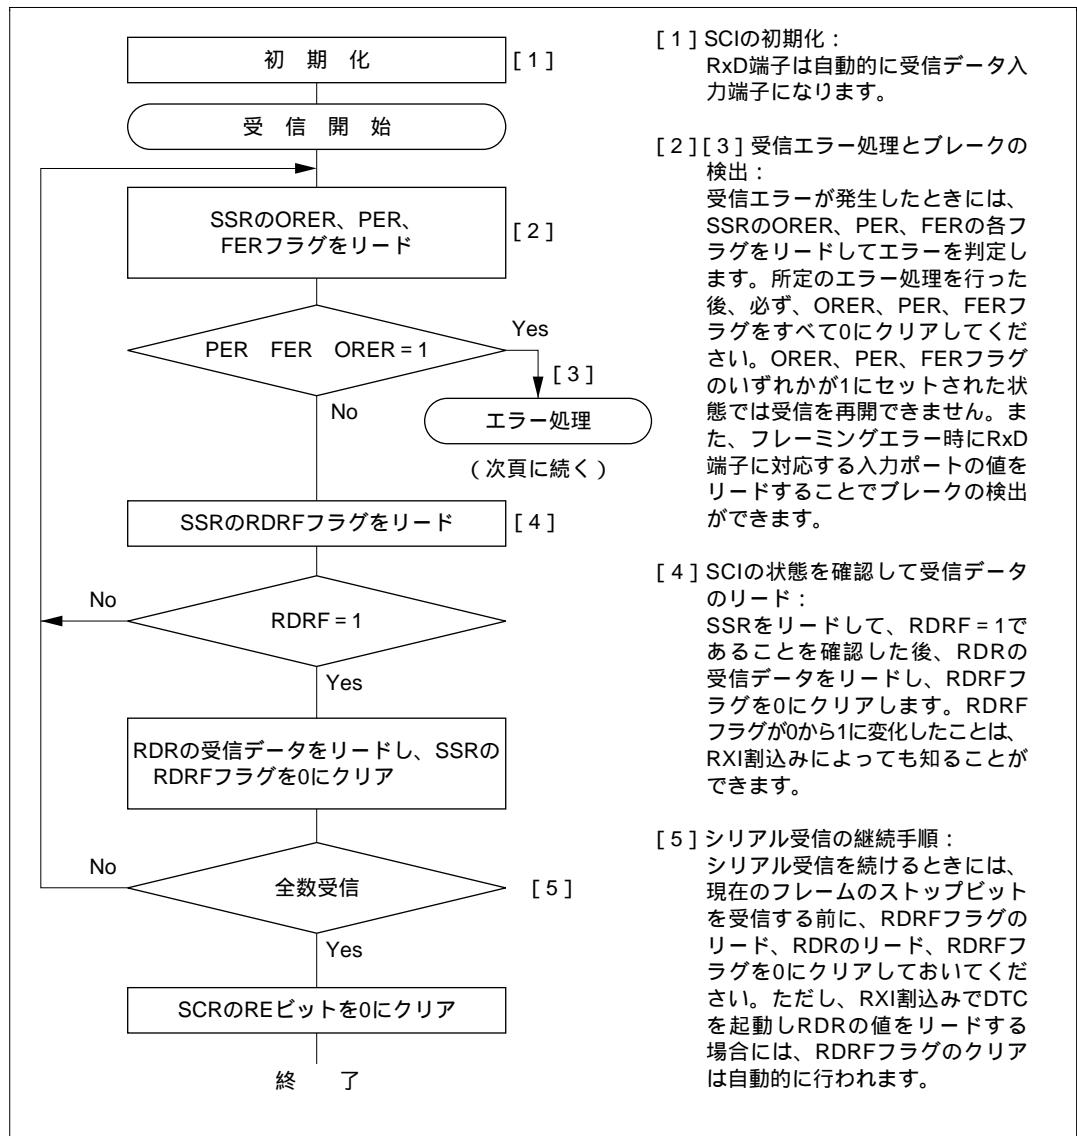 初 期 化 [1]
受 信 開 始
SSRのORER、PER、
FERフラグをリード
[2]
PER FER ORER = 1
Yes
[3]
No
エラー処理
(次頁に続く)
SSRのRDRFフラグをリード [4]
No
RDRF = 1
Yes
RDRの受信データをリードし、SSRの
RDRFフラグを0にクリア
No
全数受信 [5]
Yes
SCRのREビットを0にクリア
終 了
[1] SCIの初期化：
RxD端子は自動的に受信データ入
力端子になります。
[2][3] 受信エラー処理とブレークの
検出：
受信エラーが発生したときには、
SSRのORER、PER、FERの各フ
ラグをリードしてエラーを判定し
ます。所定のエラー処理を行った
後、必ず、ORER、PER、FERフ
ラグをすべて0にクリアしてくだ
さい。ORER、PER、FERフラグ
のいずれかが1にセットされた状
態では受信を再開できません。ま
た、フレーミングエラー時にRxD
端子に対応する入力ポートの値を
リードすることでブレークの検出
ができます。
[4] SCIの状態を確認して受信データ
のリード：
SSRをリードして、RDRF = 1で
あることを確認した後、RDRの
受信データをリードし、RDRFフ
ラグを0にクリアします。RDRF
フラグが0から1に変化したことは、
RXI割込みによっても知ることが
できます。
[5] シリアル受信の継続手順：
シリアル受信を続けるときには、
現在のフレームのストップビット
を受信する前に、RDRFフラグの
リード、RDRのリード、RDRFフ
ラグを0にクリアしておいてくだ
さい。ただし、RXI割込みでDTC
を起動しRDRの値をリードする
場合には、RDRFフラグのクリア
は自動的に行われます。